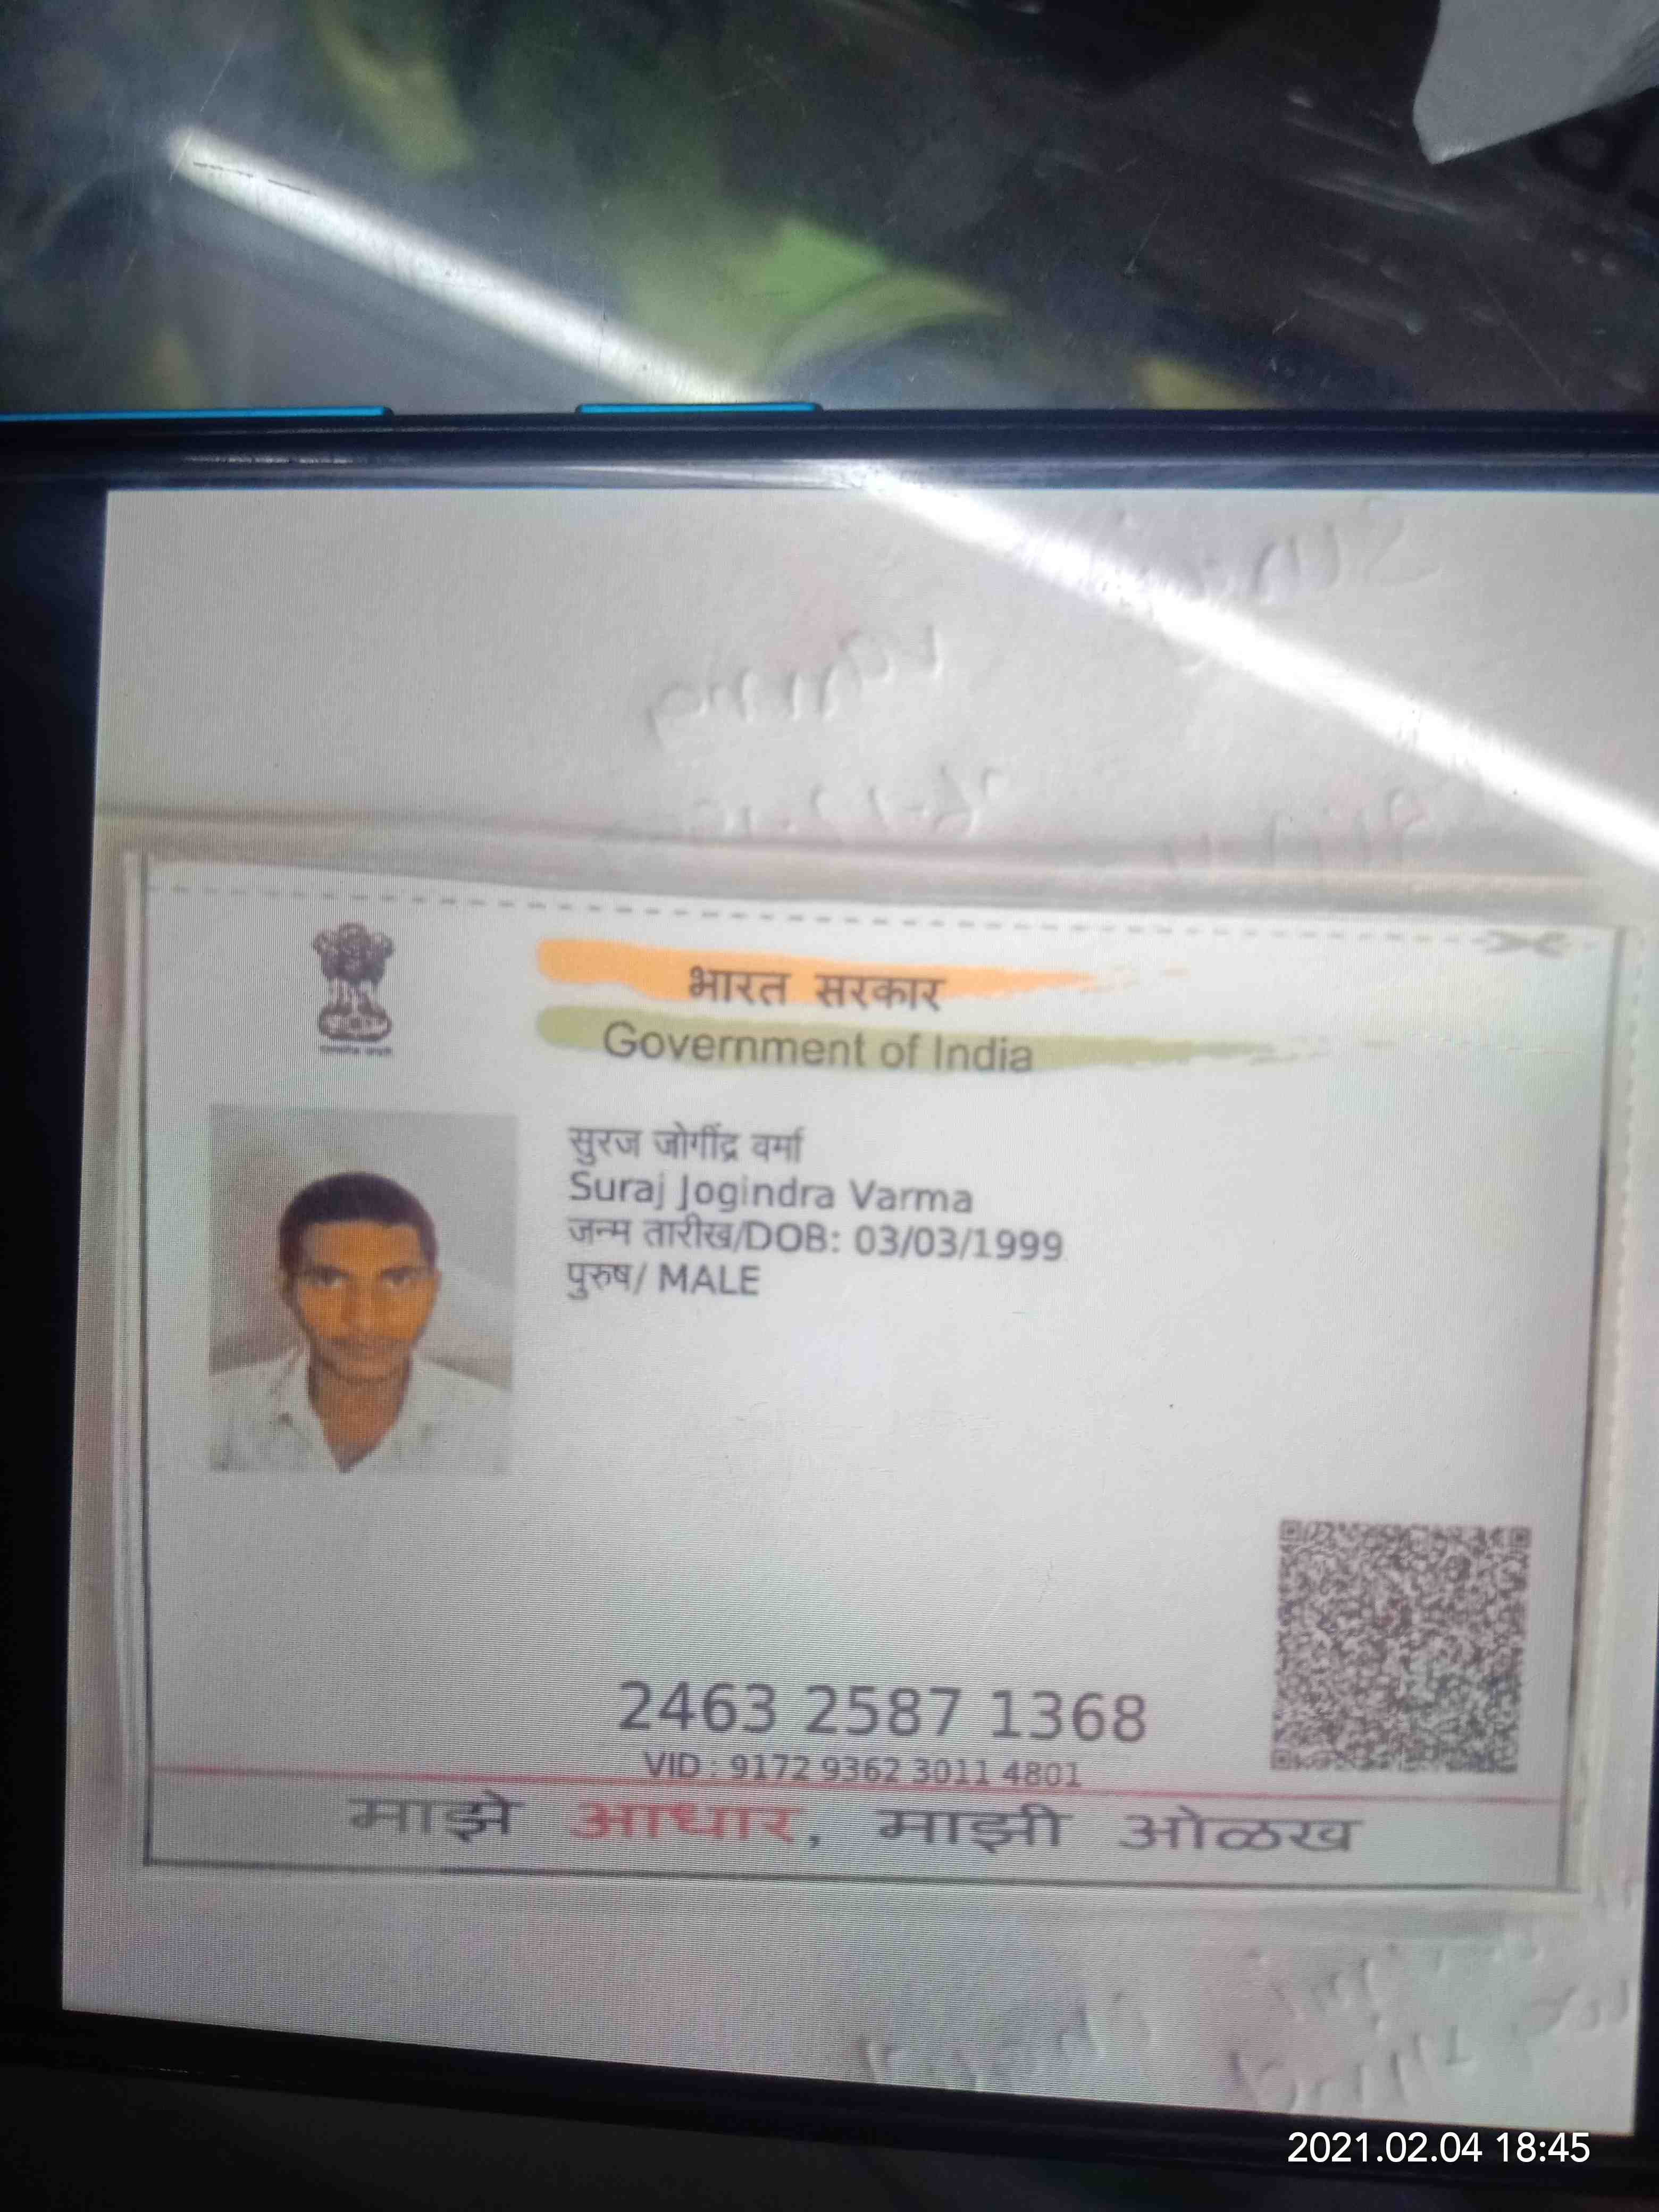 भारत सरकार
Government of India
सुरज जोगींद्र वर्मा
Suraj Jogindra Varma
जन्म तारीख/DOB: 03/03/1999
पुरुष/ MALE
2463 2587 1368
VID : 9172 9362 3011 4801
माझे आधार, माझी ओळख
2021.02.04 18:45